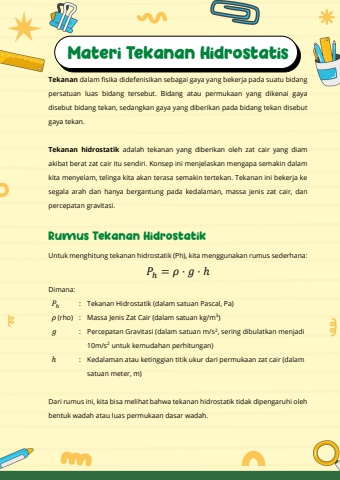 Materi Tekanan Hidrostatis
Tekanan dalam fisika didefenisikan sebagai gaya yang bekerja pada suatu bidang
persatuan luas bidang tersebut. Bidang atau permukaan yang dikenai gaya
disebut bidang tekan, sedangkan gaya yang diberikan pada bidang tekan disebut
gaya tekan.
Tekanan hidrostatik adalah tekanan yang diberikan oleh zat cair yang diam
akibat berat zat cair itu sendiri. Konsep ini menjelaskan mengapa semakin dalam
kita menyelam, telinga kita akan terasa semakin tertekan. Tekanan ini bekerja ke
segala arah dan hanya bergantung pada kedalaman, massa jenis zat cair, dan
percepatan gravitasi.
Rumus Tekanan Hidrostatik
Untuk menghitung tekanan hidrostatik (Ph), kita menggunakan rumus sederhana:
Pₕ = ρ · g · h
Dimana:
Pₕ : Tekanan Hidrostatik (dalam satuan Pascal, Pa)
ρ (rho) : Massa Jenis Zat Cair (dalam satuan kg/m³)
g : Percepatan Gravitasi (dalam satuan m/s², sering dibulatkan menjadi
10m/s² untuk kemudahan perhitungan)
h : Kedalaman atau ketinggian titik ukur dari permukaan zat cair (dalam
satuan meter, m)
Dari rumus ini, kita bisa melihat bahwa tekanan hidrostatik tidak dipengaruhi oleh
bentuk wadah atau luas permukaan dasar wadah.